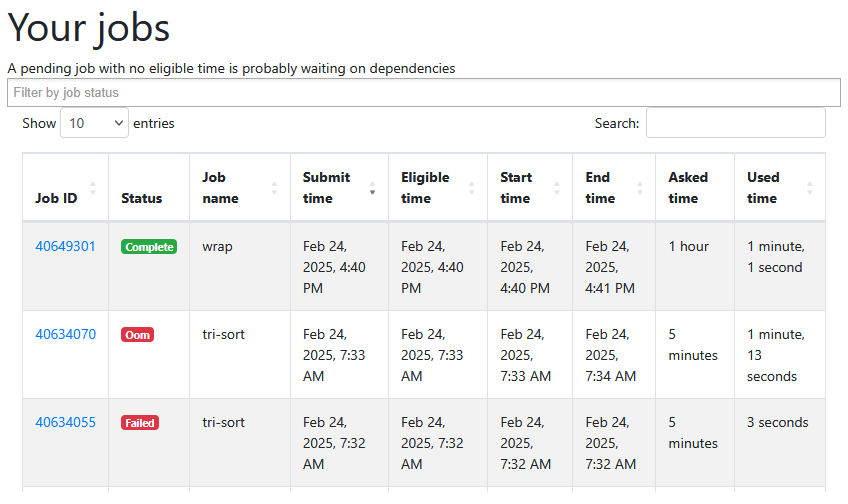 Your jobs
A pending job with no eligible time is probably waiting on dependencies
Filter by job status
Show 10 entries Search:
Job ID Status Job name Submit time Eligible time Start time End time Asked time Used time
40649301 Complete wrap Feb 24, 2025, 4:40 PM Feb 24, 2025, 4:40 PM Feb 24, 2025, 4:40 PM Feb 24, 2025, 4:41 PM 1 hour 1 minute, 1 second
40634070 Oom tri-sort Feb 24, 2025, 7:33 AM Feb 24, 2025, 7:33 AM Feb 24, 2025, 7:33 AM Feb 24, 2025, 7:34 AM 5 minutes 1 minute, 13 seconds
40634055 Failed tri-sort Feb 24, 2025, 7:32 AM Feb 24, 2025, 7:32 AM Feb 24, 2025, 7:32 AM Feb 24, 2025, 7:32 AM 5 minutes 3 seconds